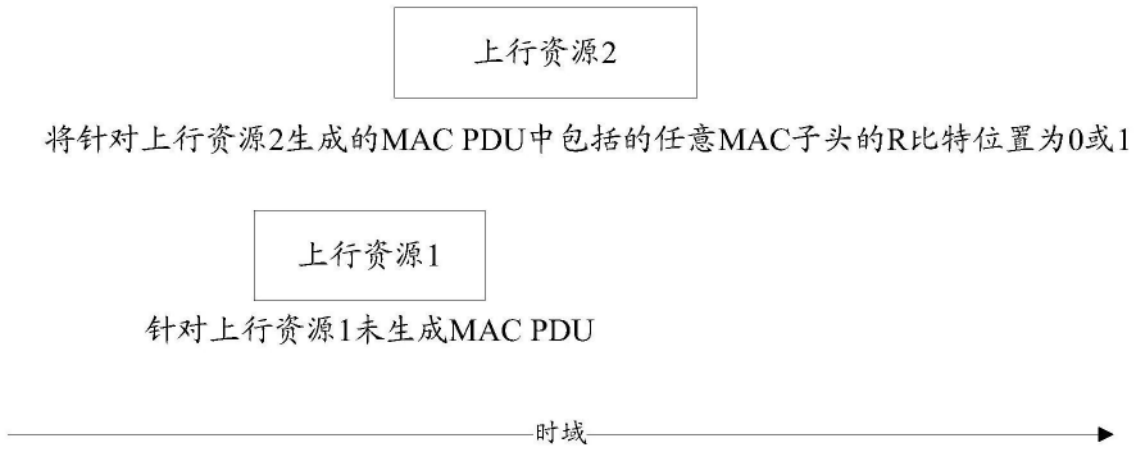 上行资源2
将针对上行资源2生成的MAC PDU中包括的任意MAC子头的R比特位置为0或1
上行资源1
针对上行资源1未生成MAC PDU
时域